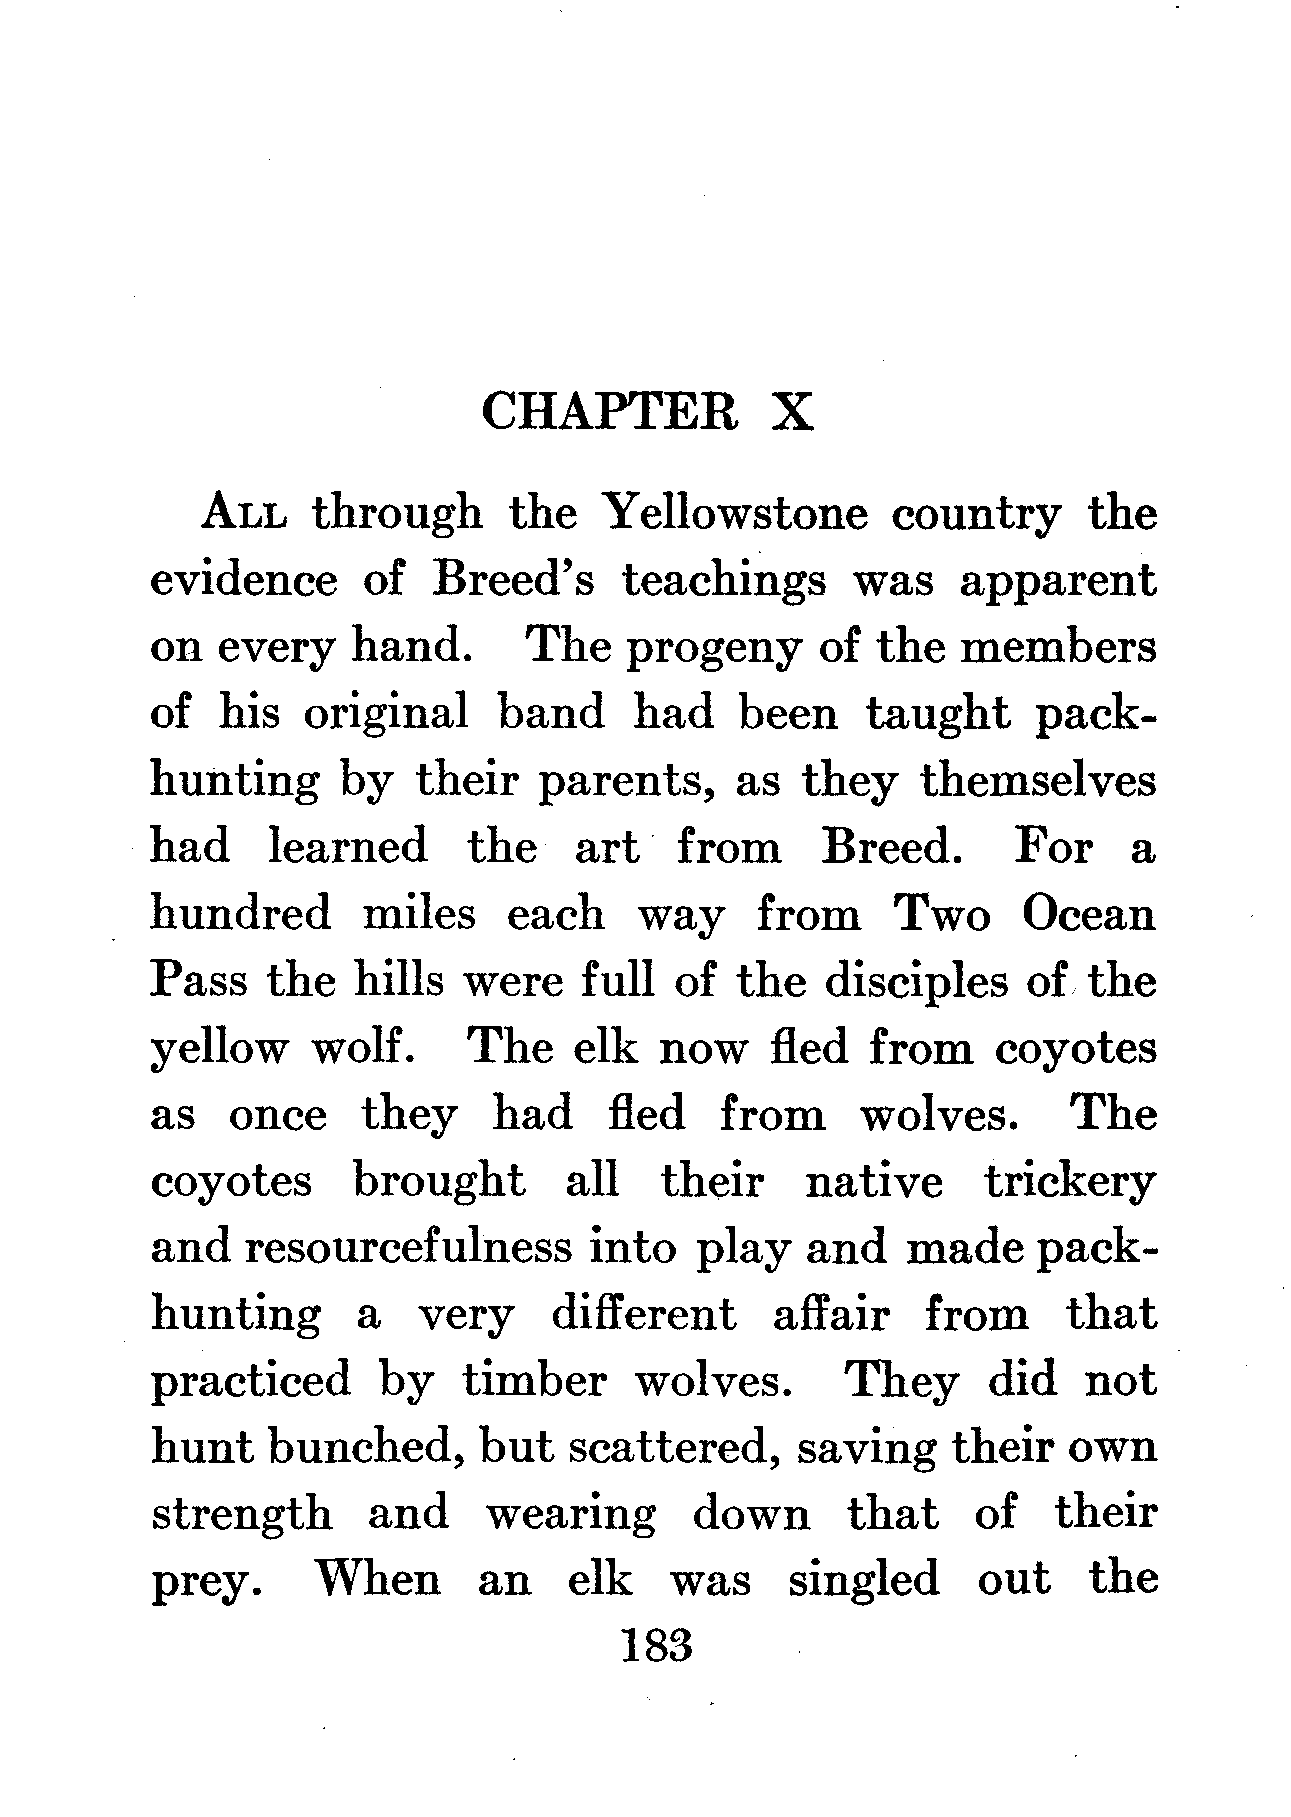 CHAPTER X
ALL through the Yellowstone country the
evidence of Breed's teachings was apparent
on every hand. The progeny of the members
of his original band had been taught pack-
hunting by their parents, as they themselves
had learned the art from Breed. For a
hundred miles each way from Two Ocean
Pass the hills were full of the disciples of the
yellow wolf. The elk now fled from coyotes
as once they had fled from wolves. The
coyotes brought all their native trickery
and resourcefulness into play and made pack-
hunting a very different affair from that
practiced by timber wolves. They did not
hunt bunched, but scattered, saving their own
strength and wearing down that of their
prey. When an elk was singled out the
183